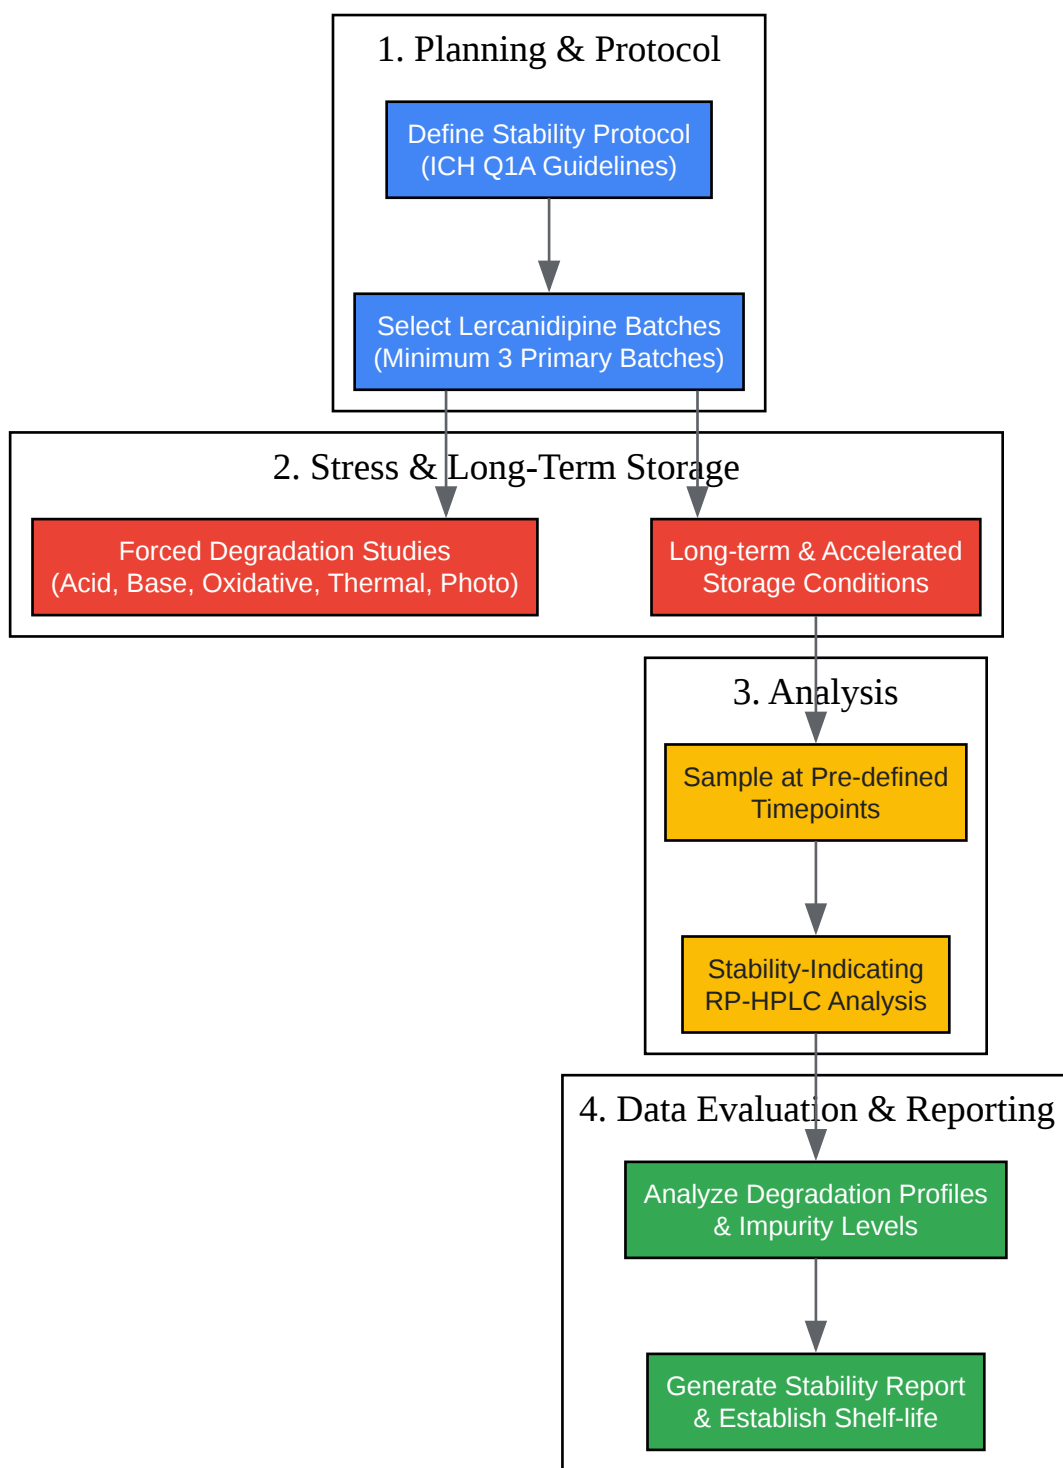 1. Planning & Protocol
Define Stability Protocol
(ICH Q1A Guidelines)
Select Lercanidipine Batches
(Minimum 3 Primary Batches)
2. Stress & Long-Term Storage
Forced Degradation Studies
(Acid, Base, Oxidative, Thermal, Photo)
Long-term & Accelerated
Storage Conditions
3. Analysis
Sample at Pre-defined
Timepoints
Stability-Indicating
RP-HPLC Analysis
4. Data Evaluation & Reporting
Analyze Degradation Profiles
& Impurity Levels
Generate Stability Report
& Establish Shelf-life